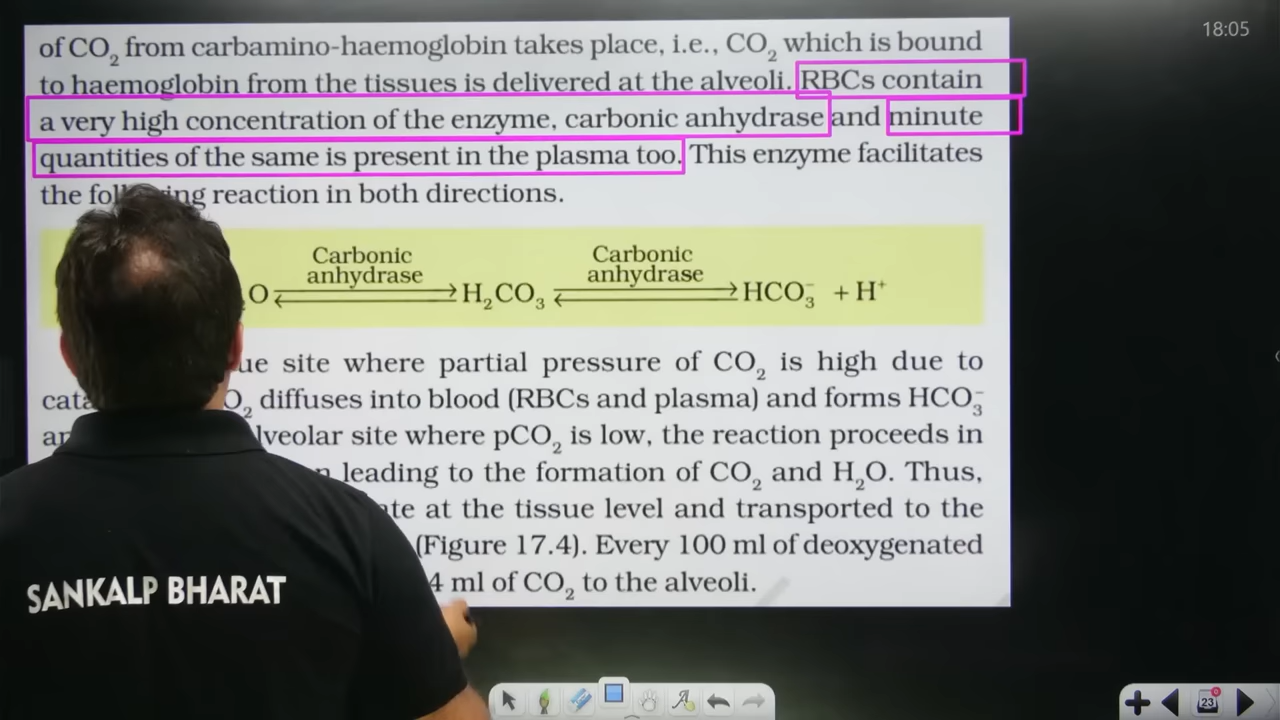 of CO₂ from carbamino-haemoglobin takes place, i.e., CO₂ which is bound
to haemoglobin from the tissues is delivered at the alveoli. RBCs contain
a very high concentration of the enzyme, carbonic anhydrase and minute
quantities of the same is present in the plasma too. This enzyme facilitates
the reaction in both directions.
Carbonic anhydrase Carbonic anhydrase
O ⇌ H₂CO₃ ⇌ HCO₃⁻ + H⁺
site where partial pressure of CO₂ is high due to
diffuses into blood (RBCs and plasma) and forms HCO₃⁻
site where pCO₂ is low, the reaction proceeds in
leading to the formation of CO₂ and H₂O. Thus,
at the tissue level and transported to the
(Figure 17.4). Every 100 ml of deoxygenated
4 ml of CO₂ to the alveoli.
SANKALP BHARAT
18:05
23